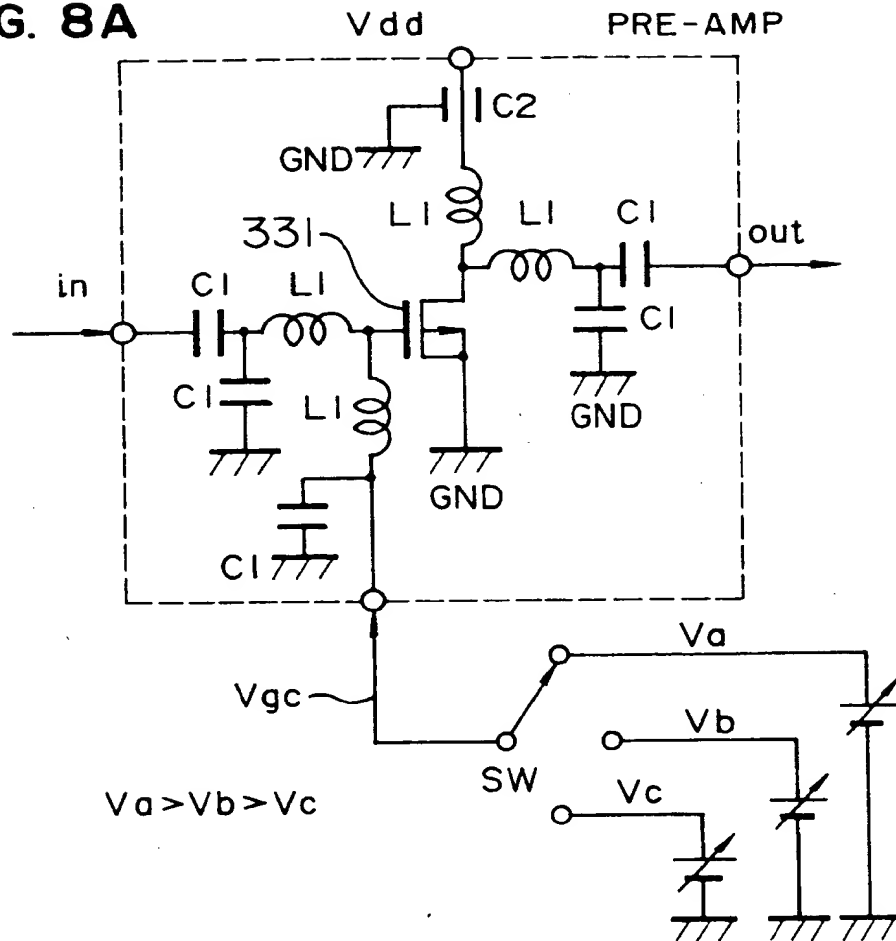 G. 8A
Vdd
PRE-AMP
C2
GND
L1
L1
C1
out
331
in
C1
L1
C1
C1
L1
GND
GND
C1
Va
Vgc
Vb
SW
Va>Vb>Vc
Vc